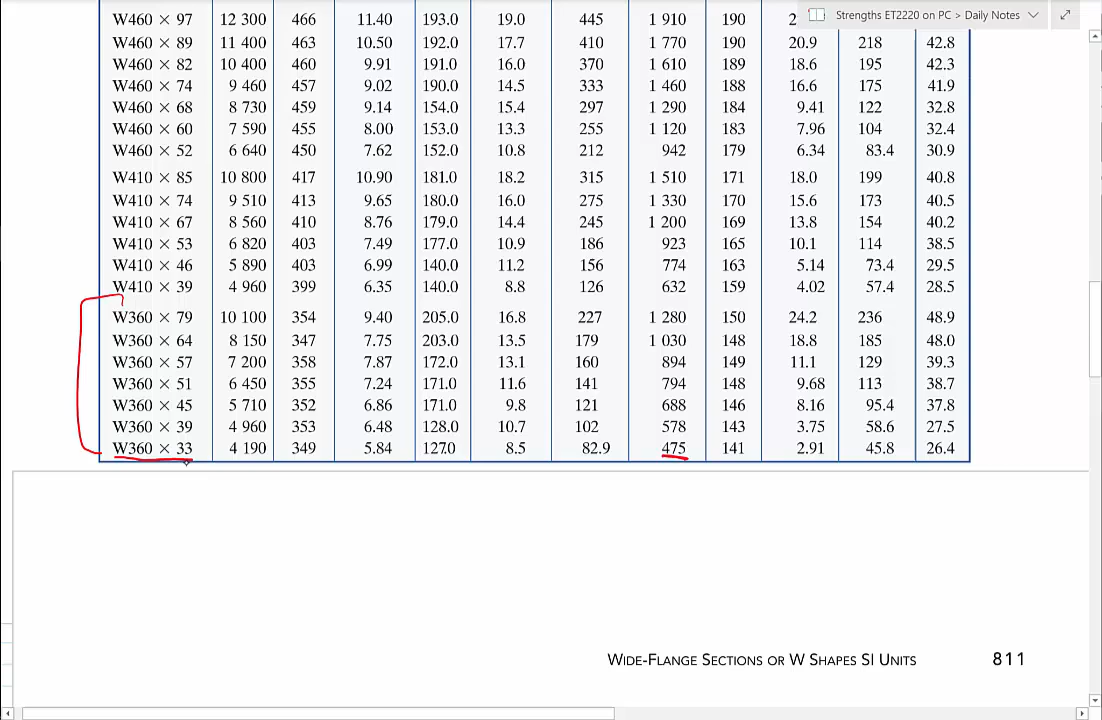 Strengths ET2220 on PC > Daily Notes
W460 × 97 12 300 466 11.40 193.0 19.0 445 1 910 190 2
W460 × 89 11 400 463 10.50 192.0 17.7 410 1 770 190 20.9 218 42.8
W460 × 82 10 400 460 9.91 191.0 16.0 370 1 610 189 18.6 195 42.3
W460 × 74 9 460 457 9.02 190.0 14.5 333 1 460 188 16.6 175 41.9
W460 × 68 8 730 459 9.14 154.0 15.4 297 1 290 184 9.41 122 32.8
W460 × 60 7 590 455 8.00 153.0 13.3 255 1 120 183 7.96 104 32.4
W460 × 52 6 640 450 7.62 152.0 10.8 212 942 179 6.34 83.4 30.9
W410 × 85 10 800 417 10.90 181.0 18.2 315 1 510 171 18.0 199 40.8
W410 × 74 9 510 413 9.65 180.0 16.0 275 1 330 170 15.6 173 40.5
W410 × 67 8 560 410 8.76 179.0 14.4 245 1 200 169 13.8 154 40.2
W410 × 53 6 820 403 7.49 177.0 10.9 186 923 165 10.1 114 38.5
W410 × 46 5 890 403 6.99 140.0 11.2 156 774 163 5.14 73.4 29.5
W410 × 39 4 960 399 6.35 140.0 8.8 126 632 159 4.02 57.4 28.5
W360 × 79 10 100 354 9.40 205.0 16.8 227 1 280 150 24.2 236 48.9
W360 × 64 8 150 347 7.75 203.0 13.5 179 1 030 148 18.8 185 48.0
W360 × 57 7 200 358 7.87 172.0 13.1 160 894 149 11.1 129 39.3
W360 × 51 6 450 355 7.24 171.0 11.6 141 794 148 9.68 113 38.7
W360 × 45 5 710 352 6.86 171.0 9.8 121 688 146 8.16 95.4 37.8
W360 × 39 4 960 353 6.48 128.0 10.7 102 578 143 3.75 58.6 27.5
W360 × 33 4 190 349 5.84 127.0 8.5 82.9 475 141 2.91 45.8 26.4
WIDE-FLANGE SECTIONS OR W SHAPES SI UNITS 811